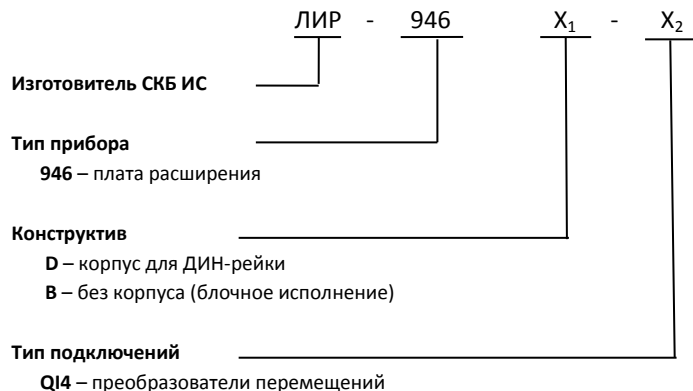 ЛИР - 946 X₁ - X₂
Изготовитель СКБ ИС
Тип прибора
946 – плата расширения
Конструктив
D – корпус для ДИН-рейки
B – без корпуса (блочное исполнение)
Тип подключений
QI4 – преобразователи перемещений